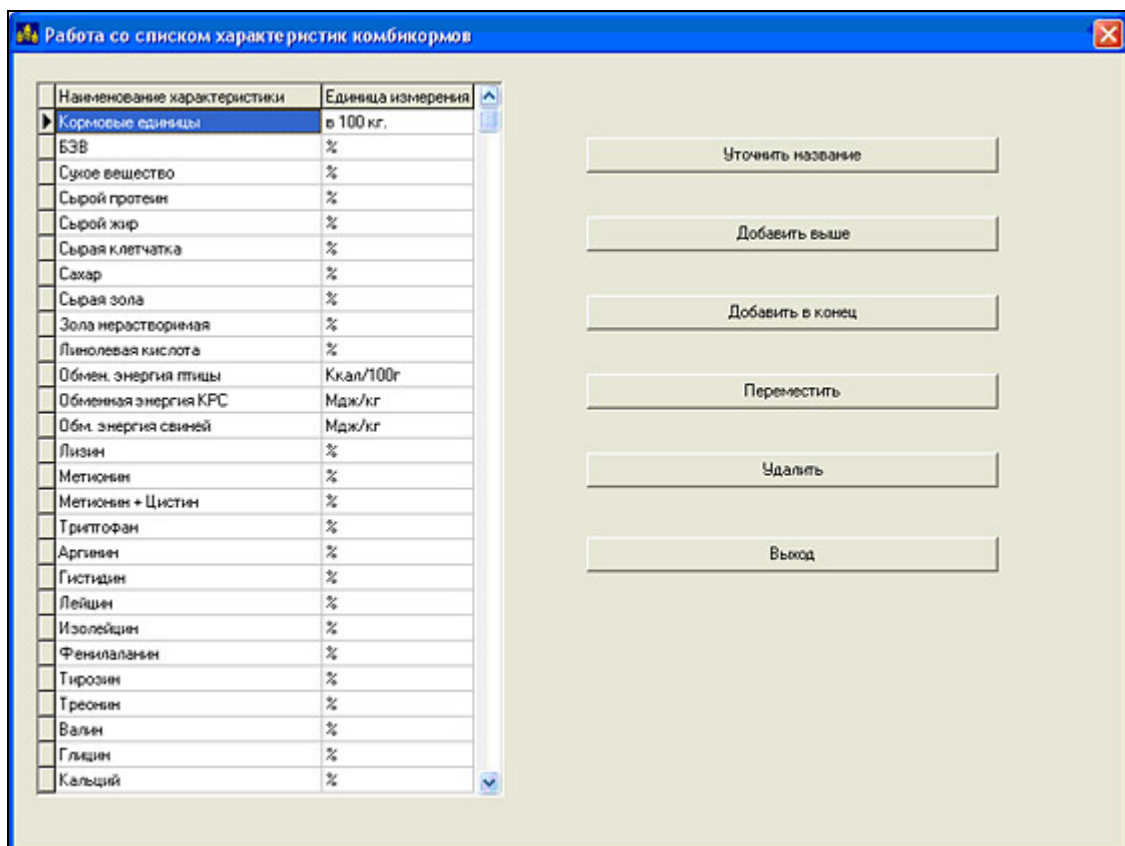 Работа со списком характеристик комбикормов
Наименование характеристики Единица измерения
Кормовые единицы в 100 кг.
БЭВ %
Сухое вещество %
Сырой протеин %
Сырой жир %
Сырая клетчатка %
Сахар %
Сырая зола %
Зола нерастворимая %
Линолевая кислота %
Обмен. энергия птицы Ккал/100г
Обменная энергия КРС Мдж/кг
Обм. энергия свиней Мдж/кг
Лизин %
Метионин %
Метионин + Цистин %
Триптофан %
Аргинин %
Гистидин %
Лейцин %
Изолейцин %
Фенилаланин %
Тирозин %
Треонин %
Валин %
Глицин %
Кальций %
Уточнить название
Добавить выше
Добавить в конец
Переместить
Удалить
Выход